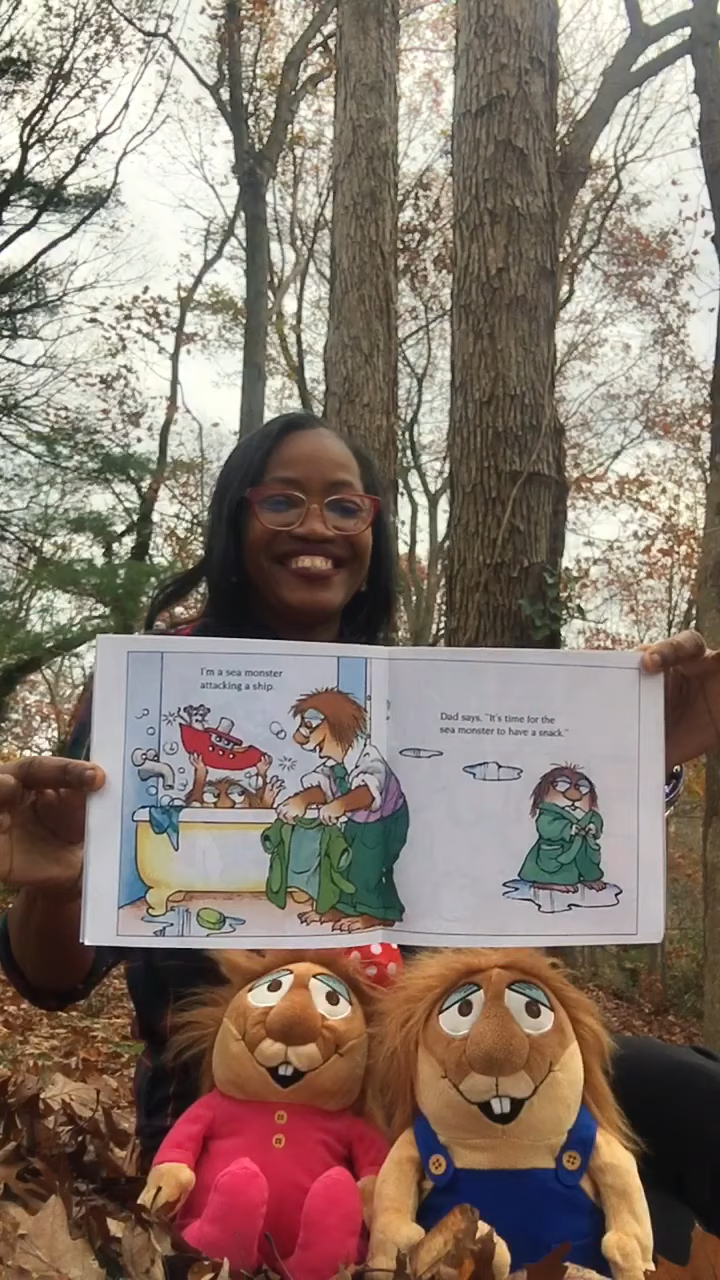 I'm a sea monster
attacking a ship.
Dad says, "It's time for the
sea monster to have a snack."